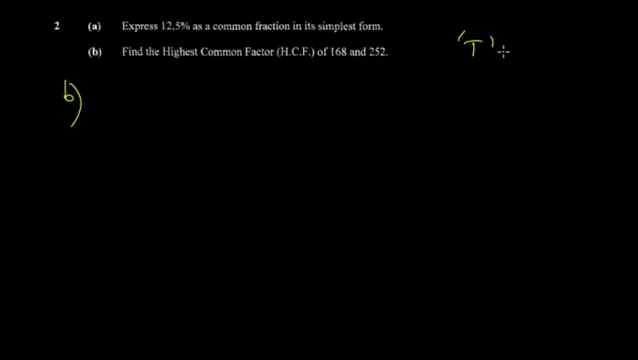 2 (a) Express 12,5% as a common fraction in its simplest form.
(b) Find the Highest Common Factor (H.C.F.) of 168 and 252.
'T'
b)